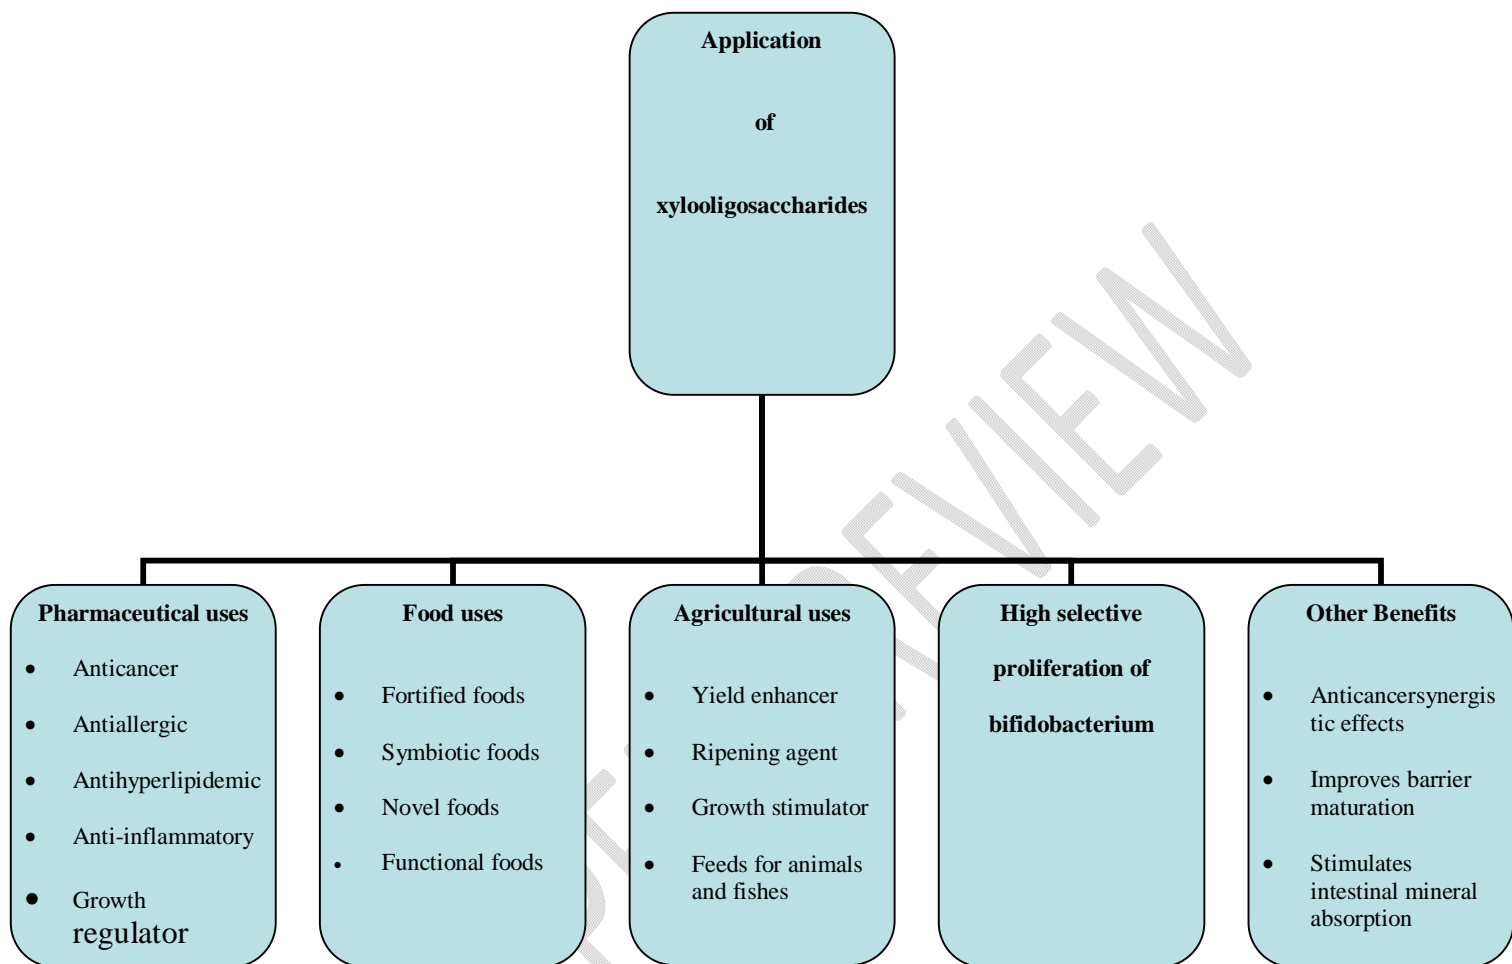 Application
of
xylooligosaccharides
Pharmaceutical uses
• Anticancer
• Antiallergic
• Antihyperlipidemic
• Anti-inflammatory
• Growth
regulator
Food uses
• Fortified foods
• Symbiotic foods
• Novel foods
• Functional foods
Agricultural uses
• Yield enhancer
• Ripening agent
• Growth stimulator
• Feeds for animals
and fishes
High selective
proliferation of
bifidobacterium
Other Benefits
• Anticancersynergis
tic effects
• Improves barrier
maturation
• Stimulates
intestinal mineral
absorption
REVIEW